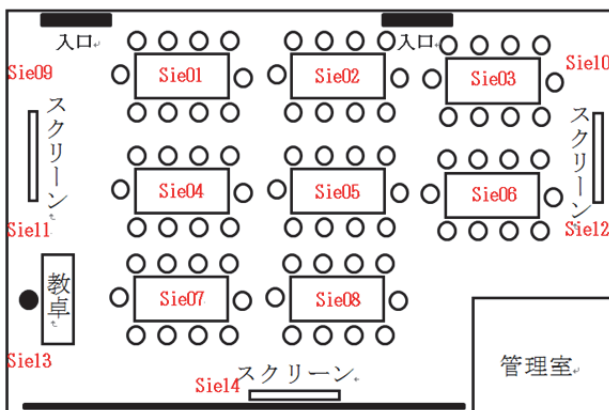 入口
入口
Sie01
Sie02
Sie03
Sie09
Sie10
スクリーン
スクリーン
Sie04
Sie05
Sie06
Sie11
Sie12
教卓
Sie07
Sie08
Sie13
スクリーン
Sie14
管理室